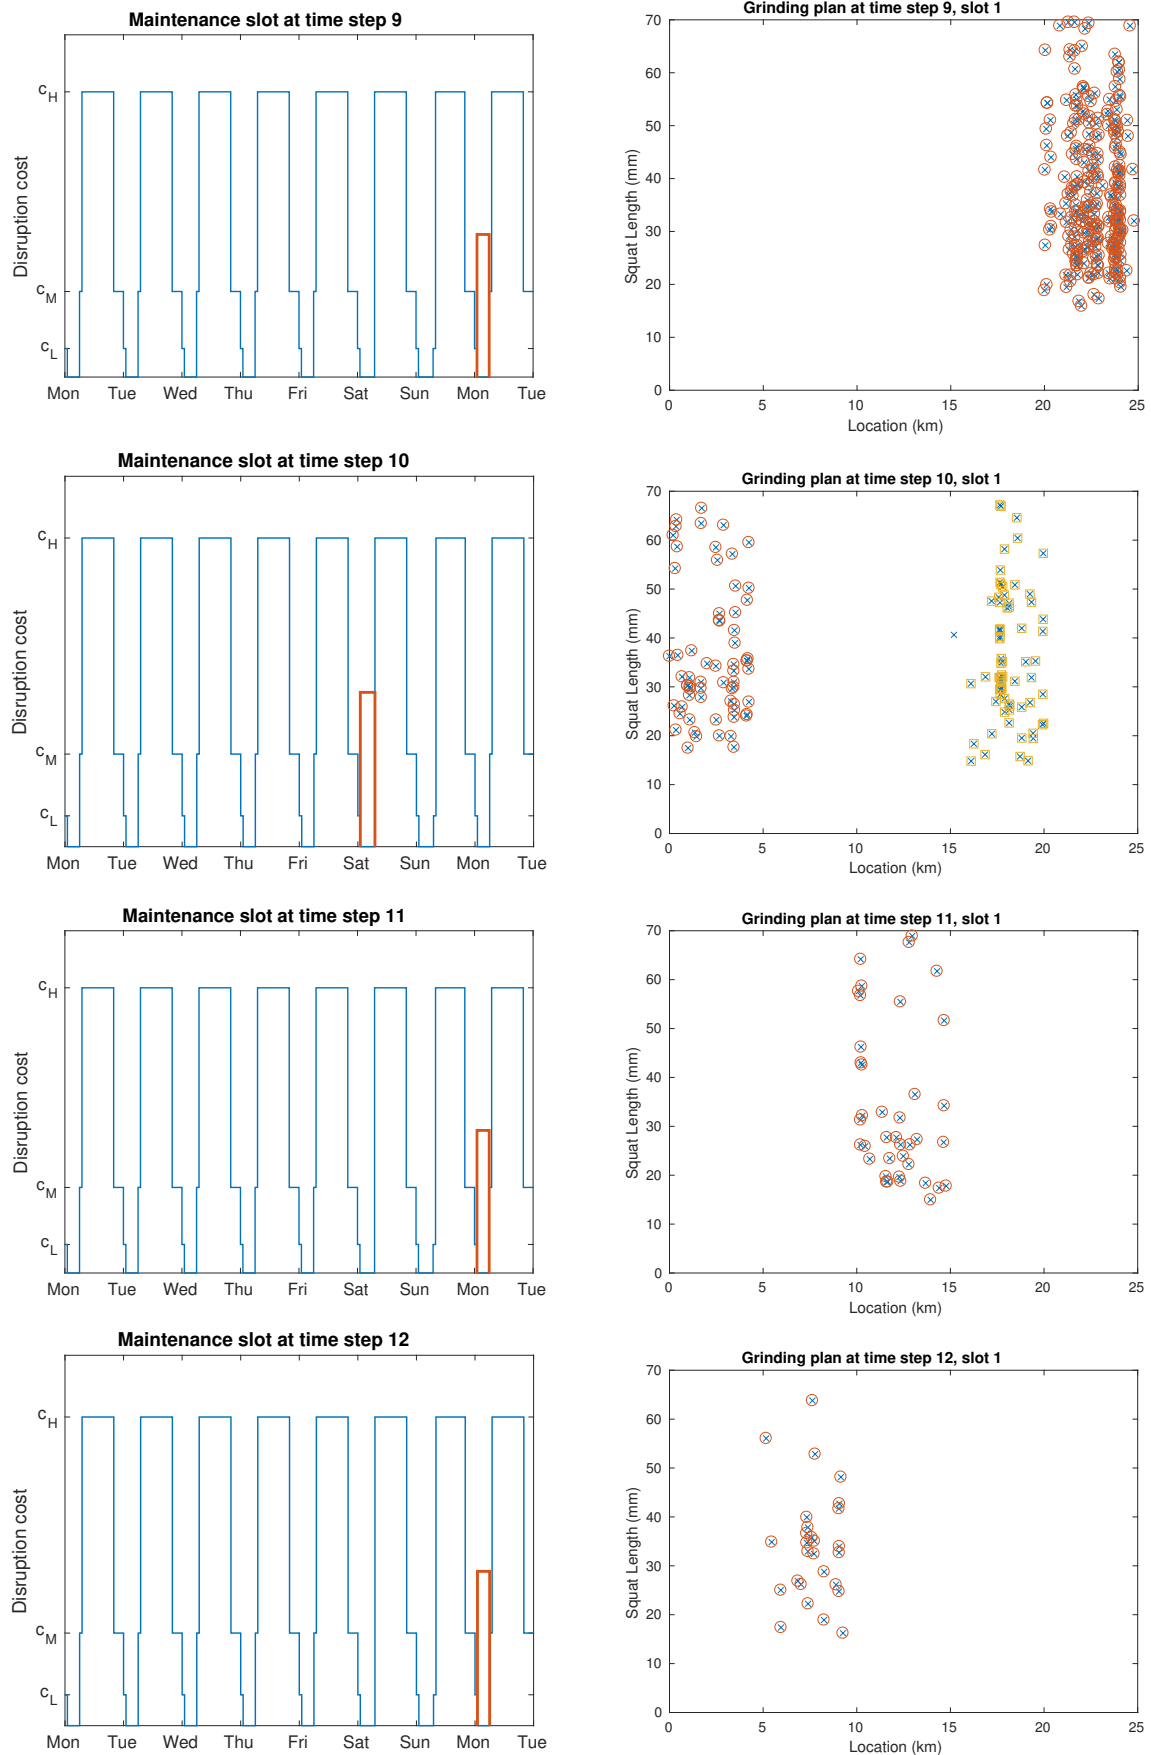 Maintenance slot at time step 9
Disruption cost
c_H
c_M
c_L
Mon Tue Wed Thu Fri Sat Sun Mon Tue
Grinding plan at time step 9, slot 1
Squat Length (mm)
70
60
50
40
30
20
10
0
0 5 10 15 20 25
Location (km)
Maintenance slot at time step 10
Disruption cost
c_H
c_M
c_L
Mon Tue Wed Thu Fri Sat Sun Mon Tue
Grinding plan at time step 10, slot 1
Squat Length (mm)
70
60
50
40
30
20
10
0
0 5 10 15 20 25
Location (km)
Maintenance slot at time step 11
Disruption cost
c_H
c_M
c_L
Mon Tue Wed Thu Fri Sat Sun Mon Tue
Grinding plan at time step 11, slot 1
Squat Length (mm)
70
60
50
40
30
20
10
0
0 5 10 15 20 25
Location (km)
Maintenance slot at time step 12
Disruption cost
c_H
c_M
c_L
Mon Tue Wed Thu Fri Sat Sun Mon Tue
Grinding plan at time step 12, slot 1
Squat Length (mm)
70
60
50
40
30
20
10
0
0 5 10 15 20 25
Location (km)